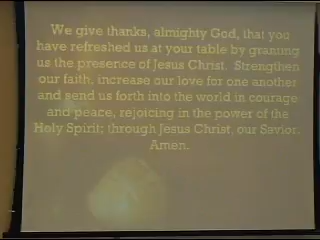 We give thanks, almighty God, that you
have refreshed us at your table by granting
us the presence of Jesus Christ. Strengthen
our faith, increase our love for one another
and send us forth into the world in courage
and peace, rejoicing in the power of the
Holy Spirit; through Jesus Christ, our Savior.
Amen.